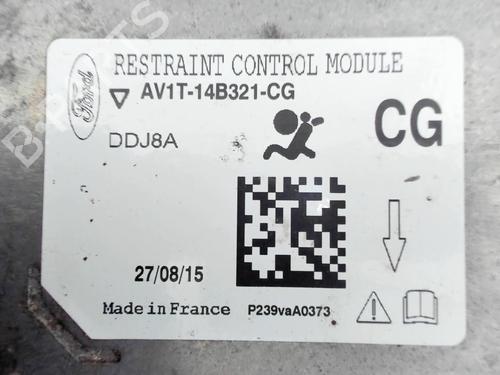 Ford
RESTRAINT CONTROL MODULE
AV1T-14B321-CG
DDJ8A
CG
27/08/15
Made in France
P239vaA0373